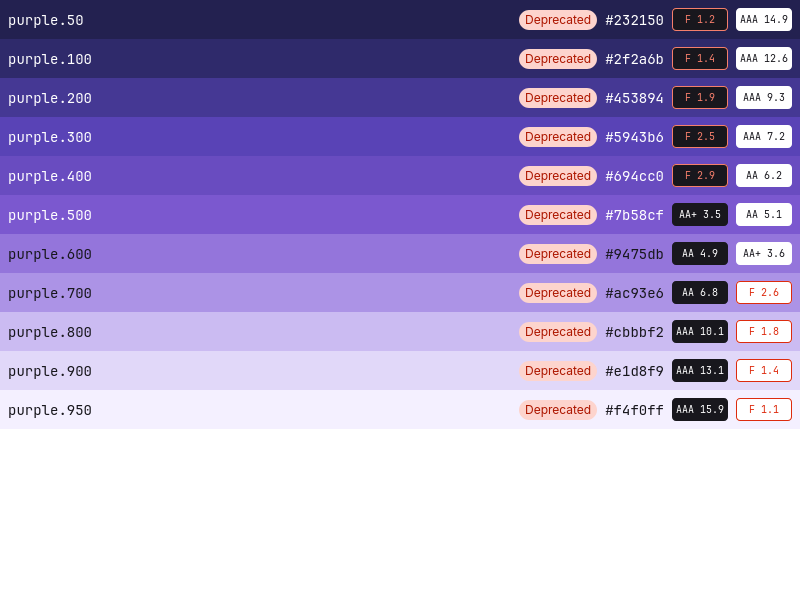 purple.50 Deprecated #232150 F 1.2 AAA 14.9
purple.100 Deprecated #2f2a6b F 1.4 AAA 12.6
purple.200 Deprecated #453894 F 1.9 AAA 9.3
purple.300 Deprecated #5943b6 F 2.5 AAA 7.2
purple.400 Deprecated #694cc0 F 2.9 AA 6.2
purple.500 Deprecated #7b58cf AA+ 3.5 AA 5.1
purple.600 Deprecated #9475db AA 4.9 AA+ 3.6
purple.700 Deprecated #ac93e6 AA 6.8 F 2.6
purple.800 Deprecated #cbbbf2 AAA 10.1 F 1.8
purple.900 Deprecated #e1d8f9 AAA 13.1 F 1.4
purple.950 Deprecated #f4f0ff AAA 15.9 F 1.1